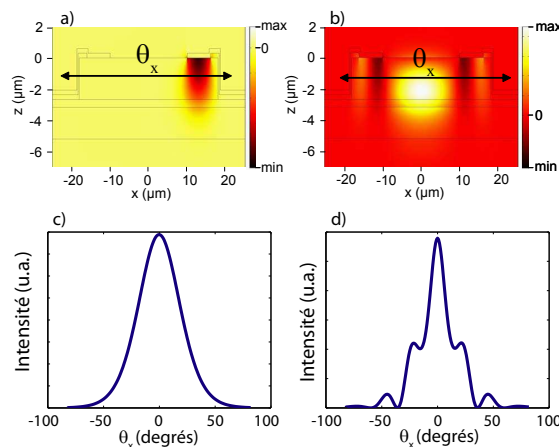 a) b)
max max
0
2 2
0 θx 0 θx
z (µm) -2 z (µm) -2 0
-4 -4
-6 -6
min min
-20 -10 0 10 20 -20 -10 0 10 20
x (µm) x (µm)
c) d)
Intensité (u.a.) Intensité (u.a.)
-100 -50 0 50 100 -100 -50 0 50 100
θx (degrés) θx (degrés)